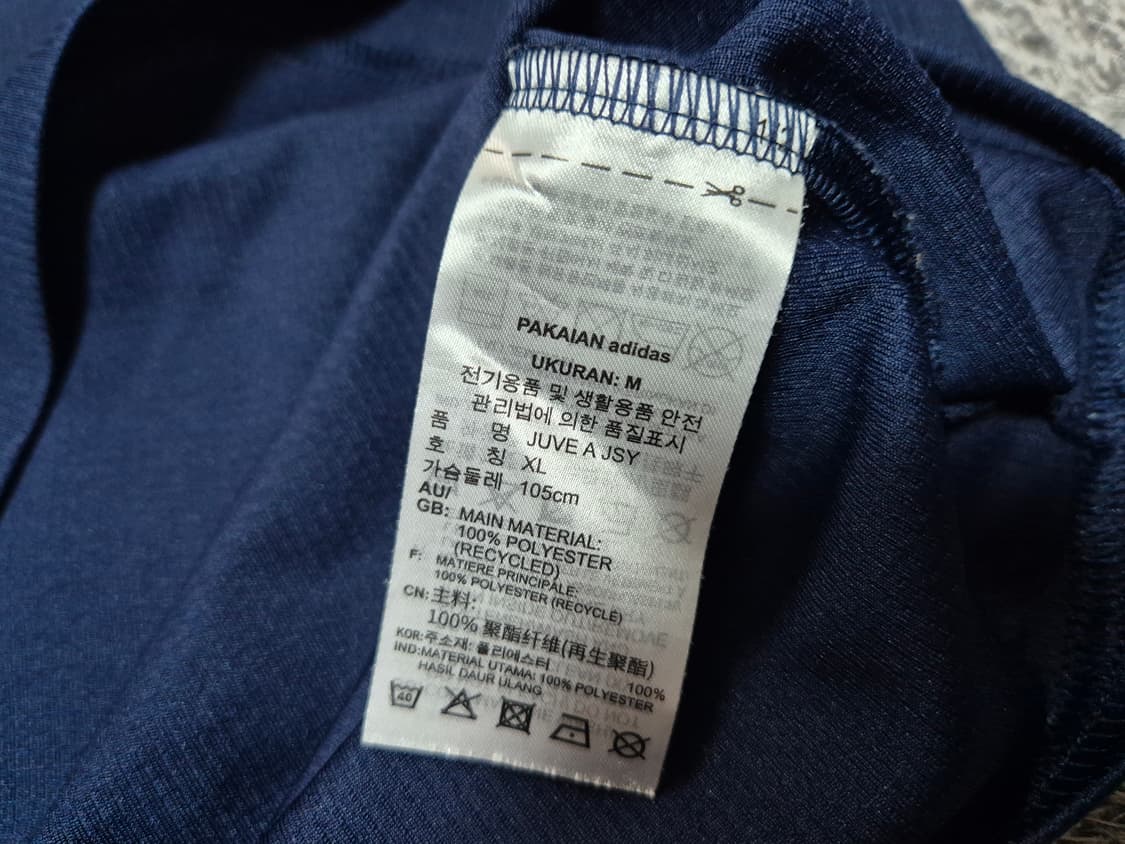 PAKAIAN adidas
UKURAN: M
전기용품 및 생활용품 안전
관리법에 의한 품질표시
품 명 JUVE A JSY
호 칭 XL
가슴둘레 105cm
AU/
GB: MAIN MATERIAL:
100% POLYESTER
(RECYCLED)
F: MATIERE PRINCIPALE:
100% POLYESTER (RECYCLÉ)
CN: 主料:
100% 聚酯纤维(再生聚酯)
KOR: 주소재: 폴리에스터 100%
IND: MATERIAL UTAMA: 100% POLYESTER
HASIL DAUR ULANG
40